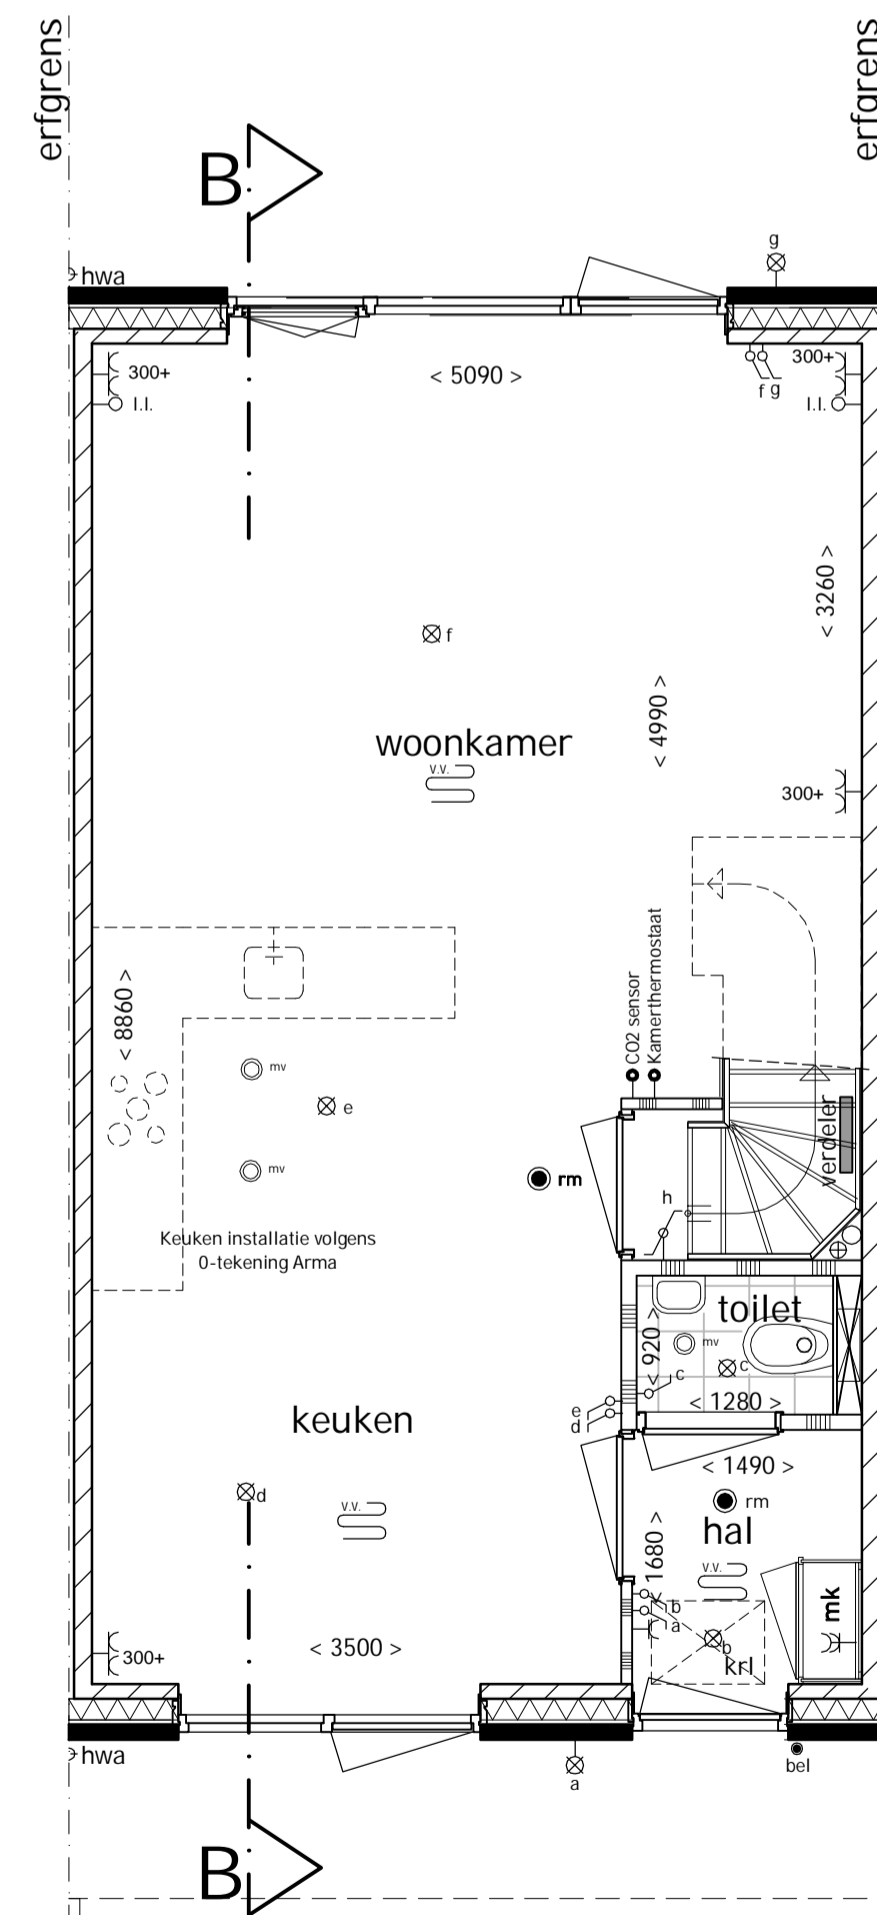 erfgrens
erfgrens
B
g
hwa
300+
l.l.
< 5090 >
f g
300+
l.l.
< 3260 >
f
< 4990 >
woonkamer
v.v.
300+
CO2 sensor
Kamerthermostaat
< 8860 >
mv
e
verdeler
mv
rm
h
Keuken installatie volgens
0-tekening Arma
toilet
< 920 >
mv
c
c
< 1280 >
e
d
keuken
< 1490 >
d
rm
v.v.
hal
< 1680 >
v.v.
b
a
mk
b
krl
300+
< 3500 >
hwa
bel
a
B